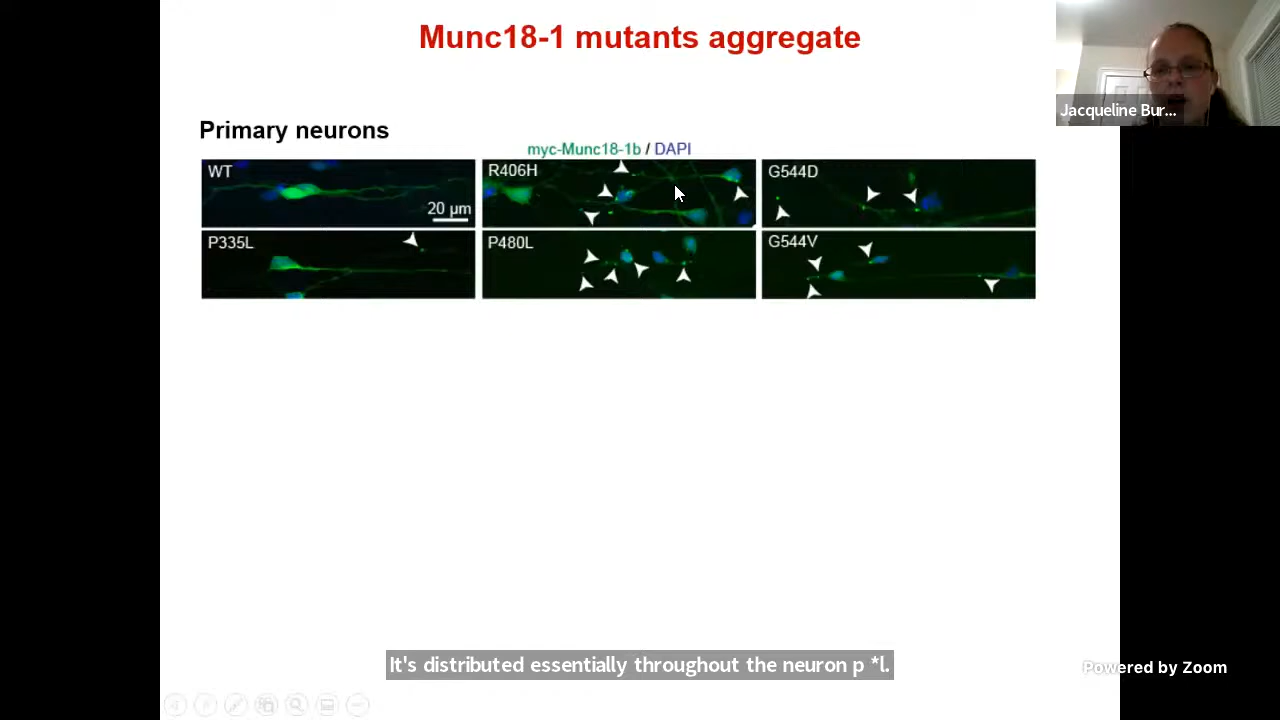 Munc18-1 mutants aggregate
Jacqueline Bur...
Primary neurons
myc-Munc18-1b / DAPI
WT
20 µm
R406H
G544D
P335L
P480L
G544V
It's distributed essentially throughout the neuron p *l.
Powered by Zoom